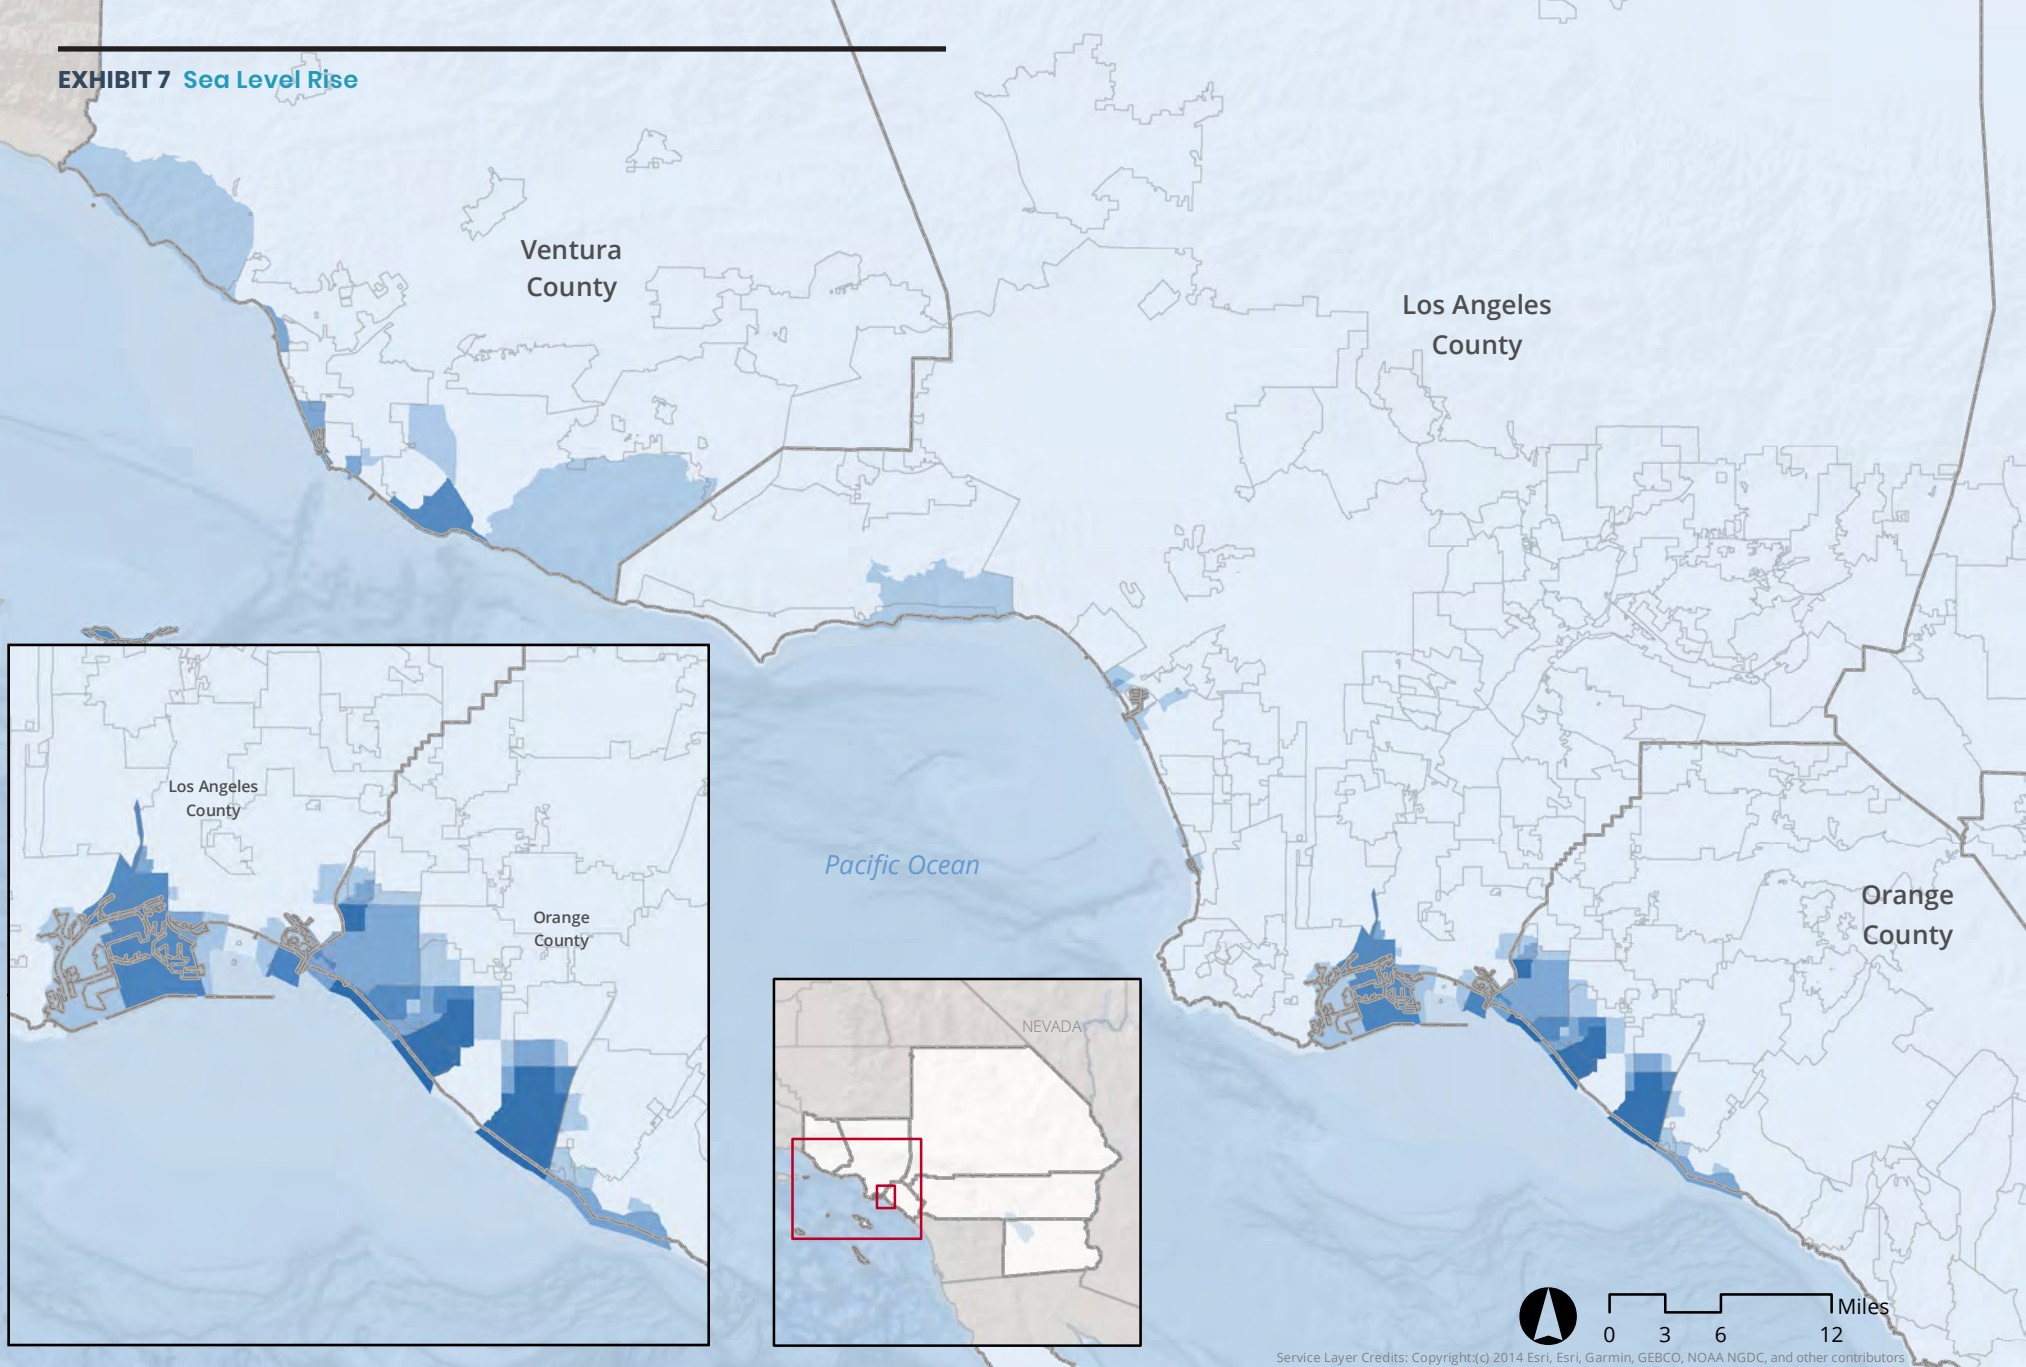 EXHIBIT 7 Sea Level Rise
Ventura
County
Los Angeles
County
Los Angeles
County
Orange
County
Pacific Ocean
Orange
County
NEVADA
Miles
0 3 6 12
Service Layer Credits: Copyright:(c) 2014 Esri, Esri, Garmin, GEBCO, NOAA NGDC, and other contributors